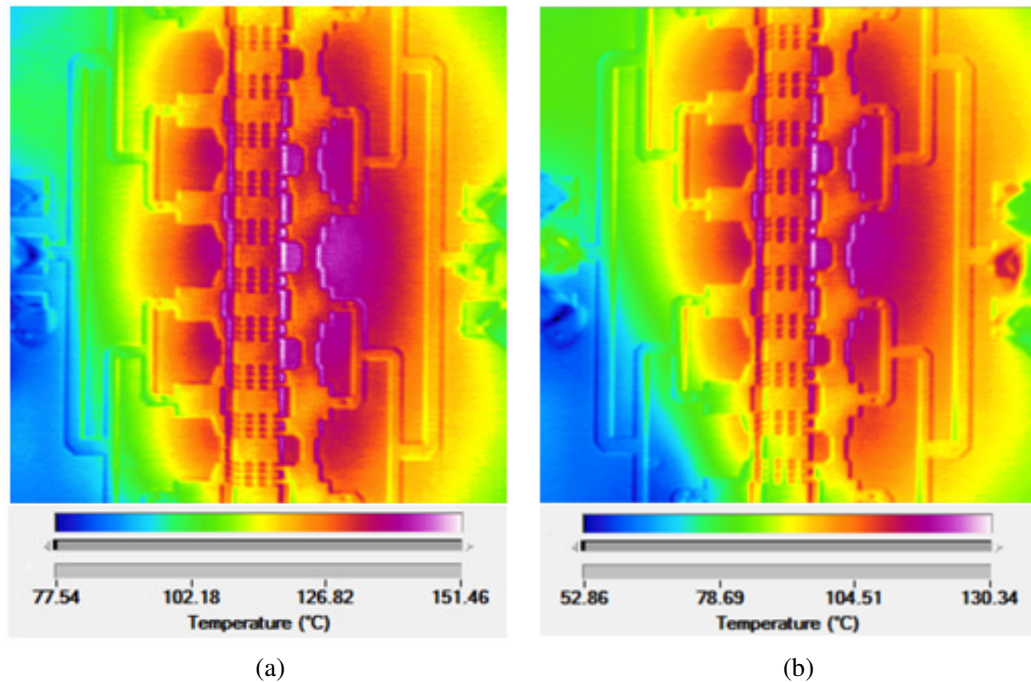 77.54 102.18 126.82 151.46
Temperature (°C)
52.86 78.69 104.51 130.34
Temperature (°C)
(a) (b)